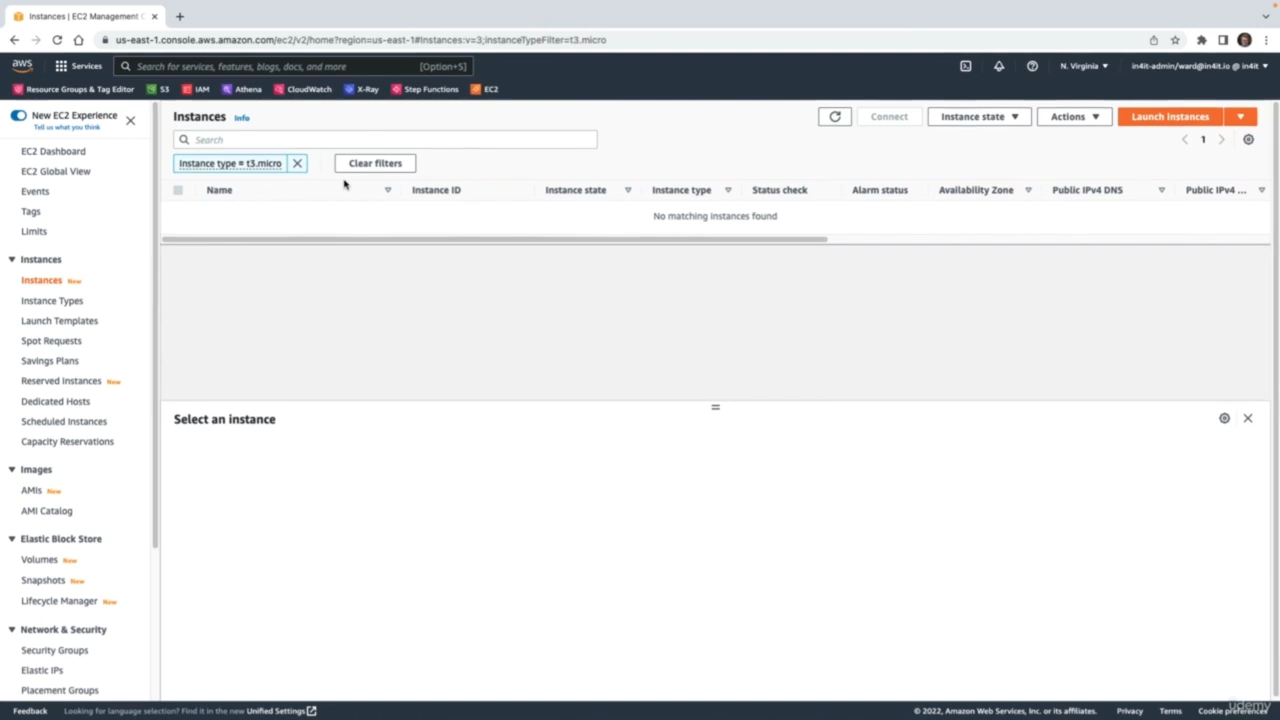 Instances | EC2 Management C
us-east-1.console.aws.amazon.com/ec2/v2/home?region=us-east-1#Instances:v=3;instanceTypeFilter=t3.micro
aws Services Search for services, features, blogs, docs, and more [Option+S] N. Virginia in4it-admin/ward@in4it.io @ in4it
Resource Groups & Tag Editor S3 IAM Athena CloudWatch X-Ray Step Functions EC2
New EC2 Experience
Tell us what you think
EC2 Dashboard
EC2 Global View
Events
Tags
Limits
Instances
Instances New
Instance Types
Launch Templates
Spot Requests
Savings Plans
Reserved Instances New
Dedicated Hosts
Scheduled Instances
Capacity Reservations
Images
AMIs New
AMI Catalog
Elastic Block Store
Volumes New
Snapshots New
Lifecycle Manager New
Network & Security
Security Groups
Elastic IPs
Placement Groups
Instances Info Connect Instance state Actions Launch Instances
Search 1
Instance type = t3.micro Clear filters
Name Instance ID Instance state Instance type Status check Alarm status Availability Zone Public IPv4 DNS Public IPv4 ...
No matching instances found
Select an instance
Feedback Looking for language selection? Find it in the new Unified Settings © 2022, Amazon Web Services, Inc. or its affiliates. Privacy Terms Cookie preferences
udemy